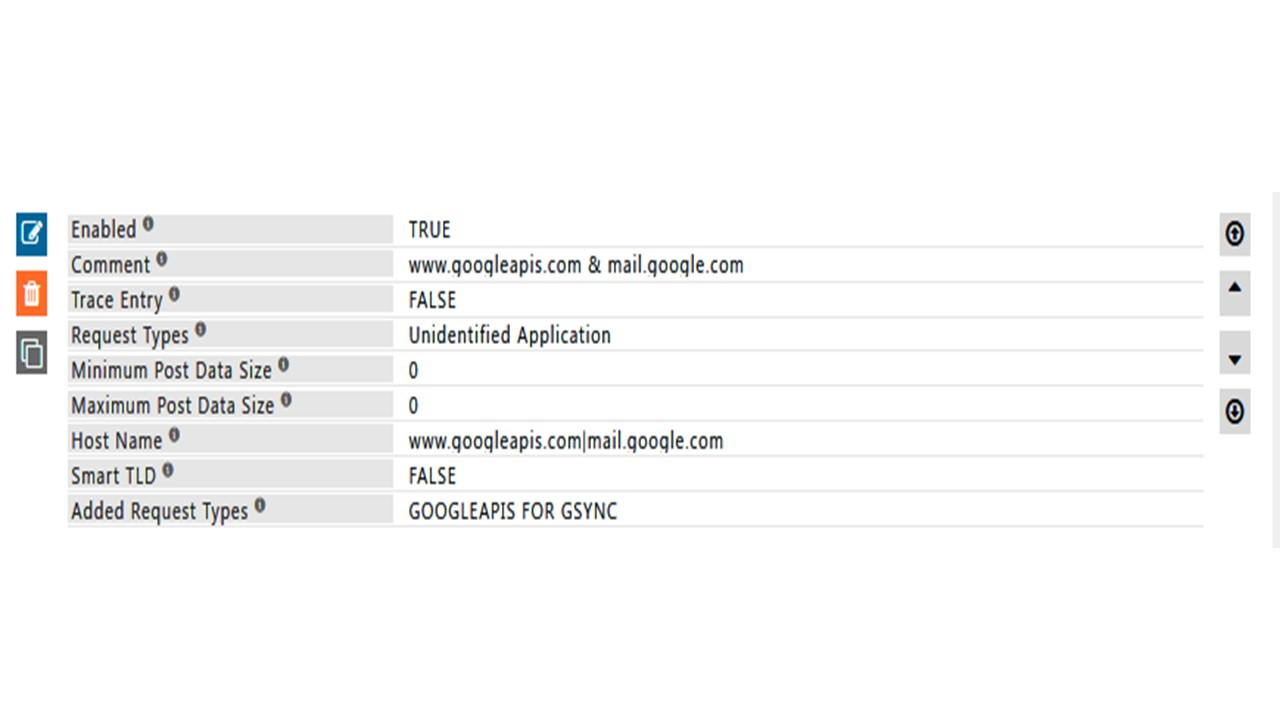 Enabled TRUE
Comment www.googleapis.com & mail.google.com
Trace Entry FALSE
Request Types Unidentified Application
Minimum Post Data Size 0
Maximum Post Data Size 0
Host Name www.googleapis.com|mail.google.com
Smart TLD FALSE
Added Request Types GOOGLEAPIS FOR GSYNC